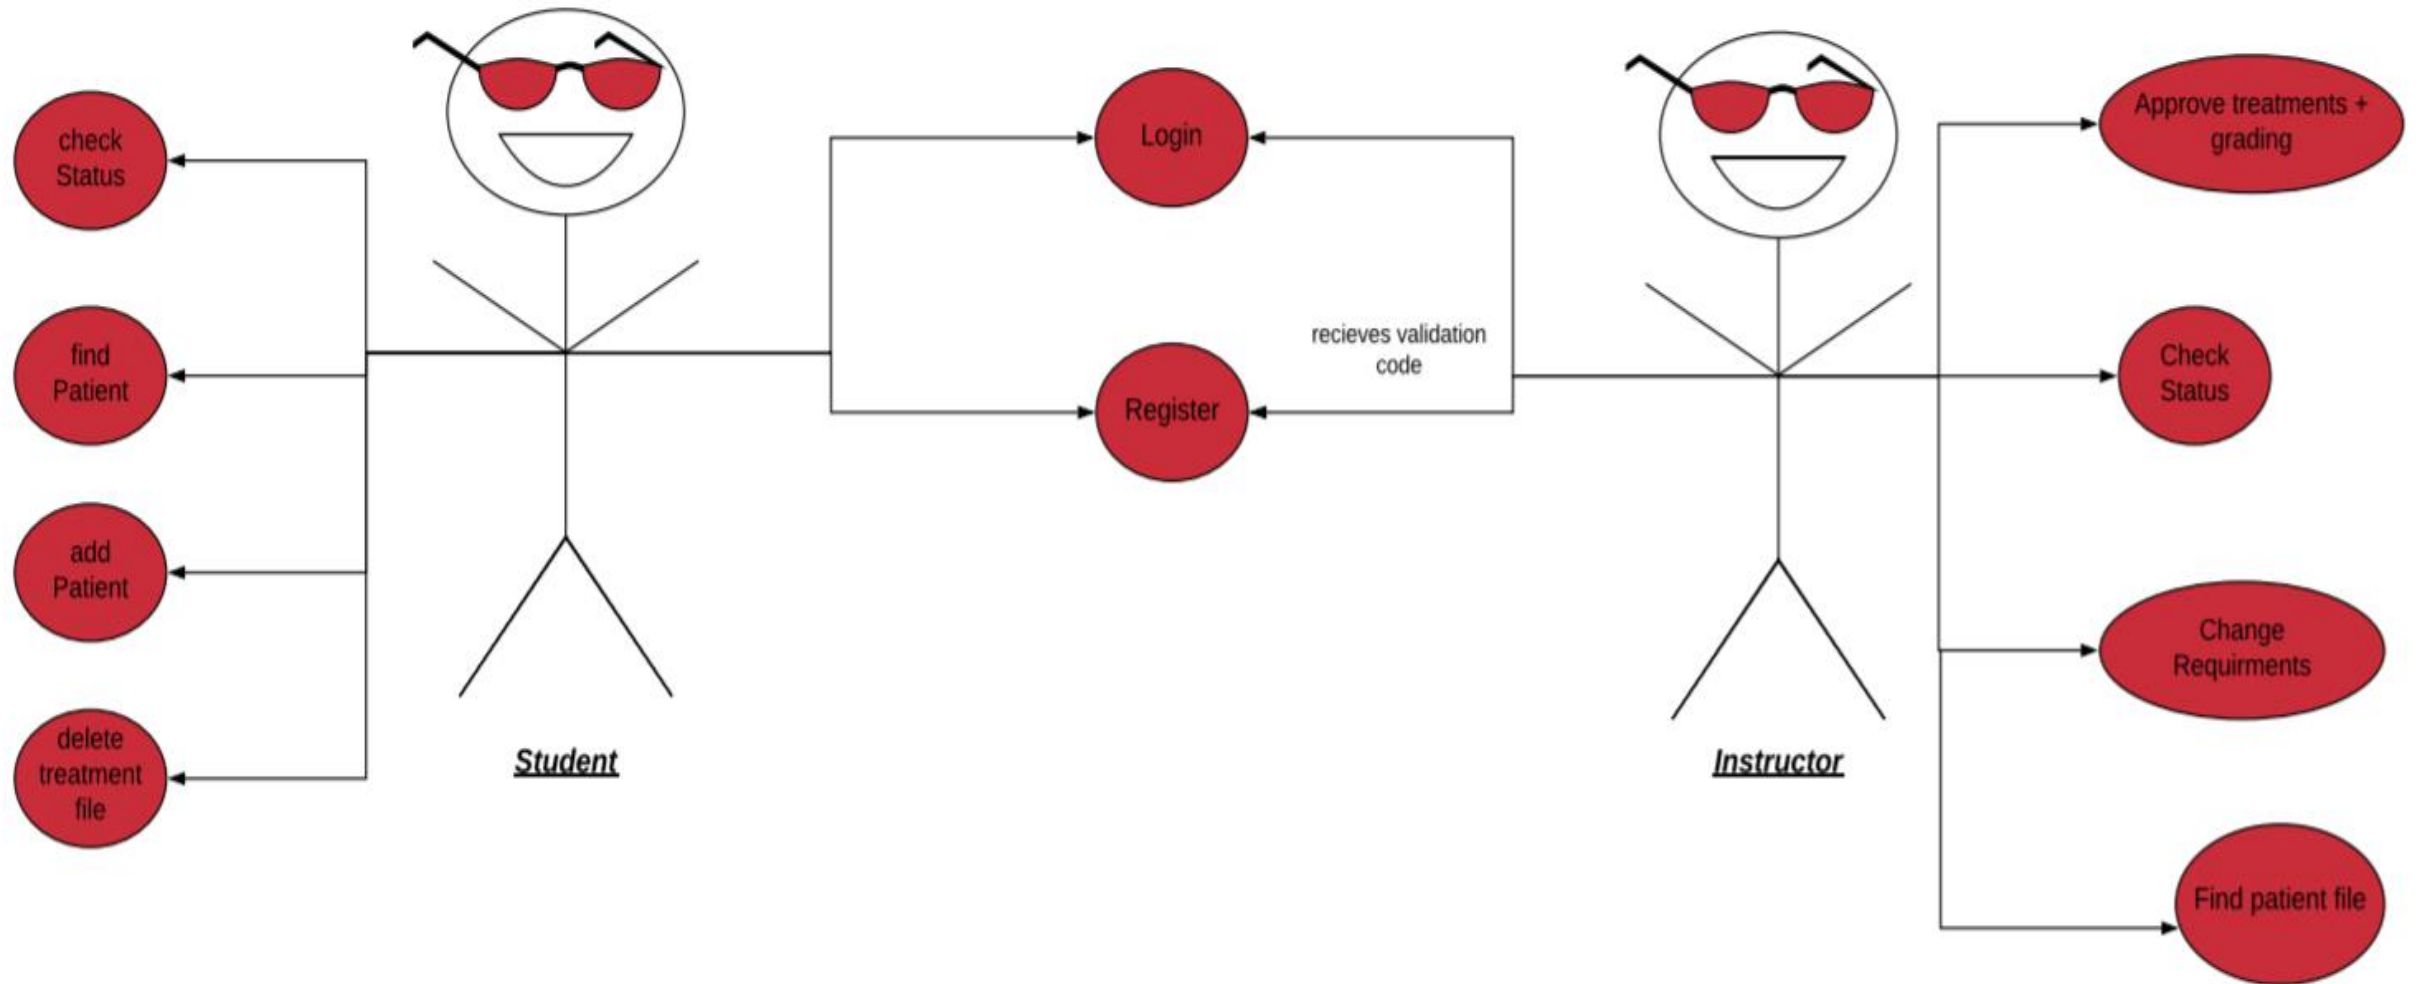 check
Status
find
Patient
add
Patient
delete
treatment
file
Student
Login
Register
recieves validation
code
Instructor
Approve treatments +
grading
Check
Status
Change
Requirments
Find patient file